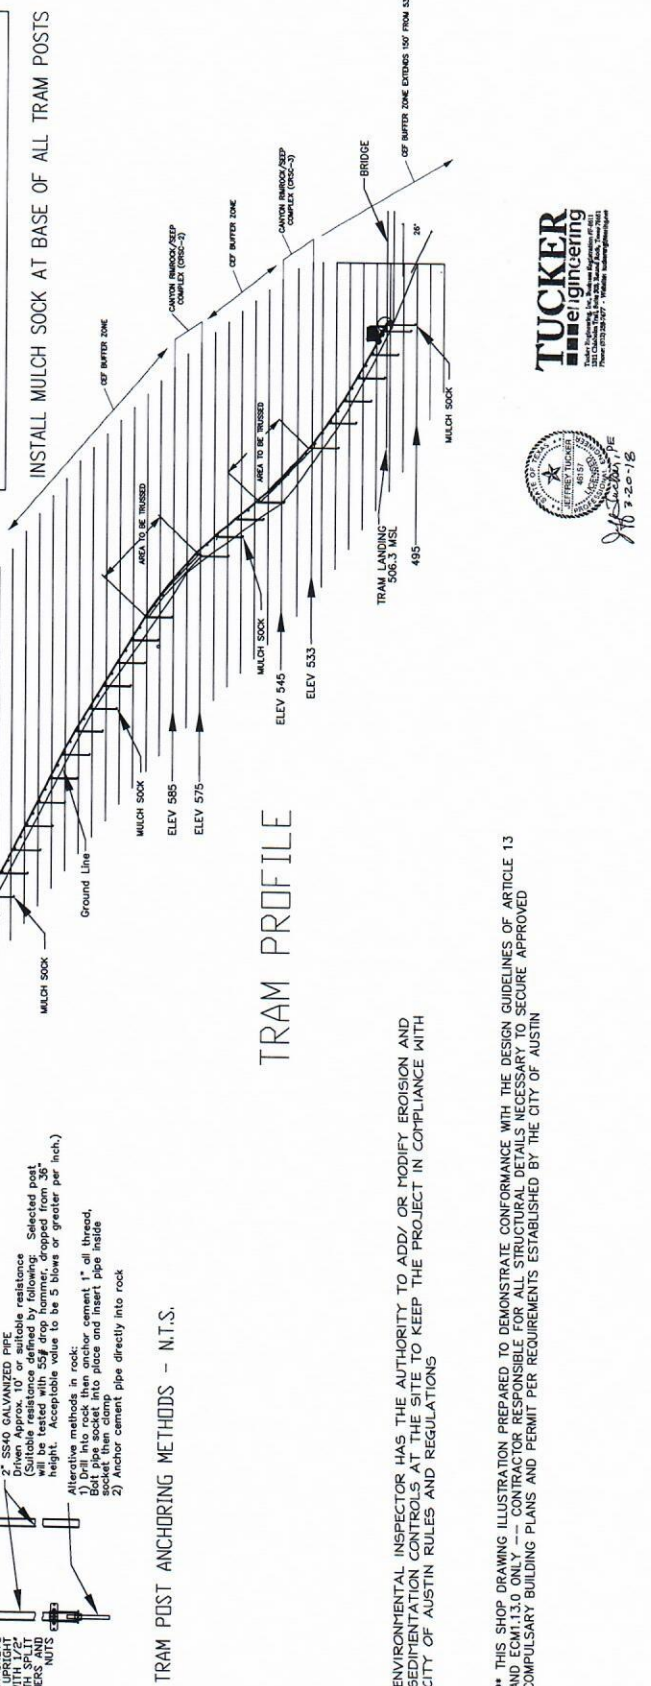 INSTALL MULCH SOCK AT BASE OF ALL TRAM POSTS
CEF BUFFER ZONE
CANYON RIMROCK/SEEP
COMPLEX (CRSC-2)
CEF BUFFER ZONE
CANYON RIMROCK/SEEP
COMPLEX (CRSC-3)
BRIDGE
CEF BUFFER ZONE EXTENDS 150' FROM
26'
AREA TO BE TRUSSED
AREA TO BE TRUSSED
MULCH SOCK
Ground Line
MULCH SOCK
ELEV 585
ELEV 575
MULCH SOCK
ELEV 545
ELEV 533
TRAM LANDING
506.3 MSL
495
MULCH SOCK
TRAM PROFILE
UPRIGHT
WITH 1/2"
SPLIT
AND
NUTS
2" SS40 GALVANIZED PIPE
Driven Approx. 10' or suitable resistance
(Suitable resistance defined by following: Selected post
will be tested with 55# drop hammer, dropped from 36"
height. Acceptable value to be 5 blows or greater per inch.)
Alterative methods in rock:
1) Drill into rock then anchor cement 1" all thread,
Bolt pipe socket into place and insert pipe inside
socket then clamp
2) Anchor cement pipe directly into rock
TRAM POST ANCHORING METHODS - N.T.S.
ENVIRONMENTAL INSPECTOR HAS THE AUTHORITY TO ADD/ OR MODIFY EROISION AND
SEDIMENTATION CONTROLS AT THE SITE TO KEEP THE PROJECT IN COMPLIANCE WITH
CITY OF AUSTIN RULES AND REGULATIONS
THIS SHOP DRAWING ILLUSTRATION PREPARED TO DEMONSTRATE CONFORMANCE WITH THE DESIGN GUIDELINES OF ARTICLE 13
AND ECM1.13.0 ONLY -- CONTRACTOR RESPONSIBLE FOR ALL STRUCTURAL DETAILS NECESSARY TO SECURE APPROVED
COMPULSARY BUILDING PLANS AND PERMIT PER REQUIREMENTS ESTABLISHED BY THE CITY OF AUSTIN
TUCKER
engineering
JEFFREY TUCKER
46157
PE
3-20-18